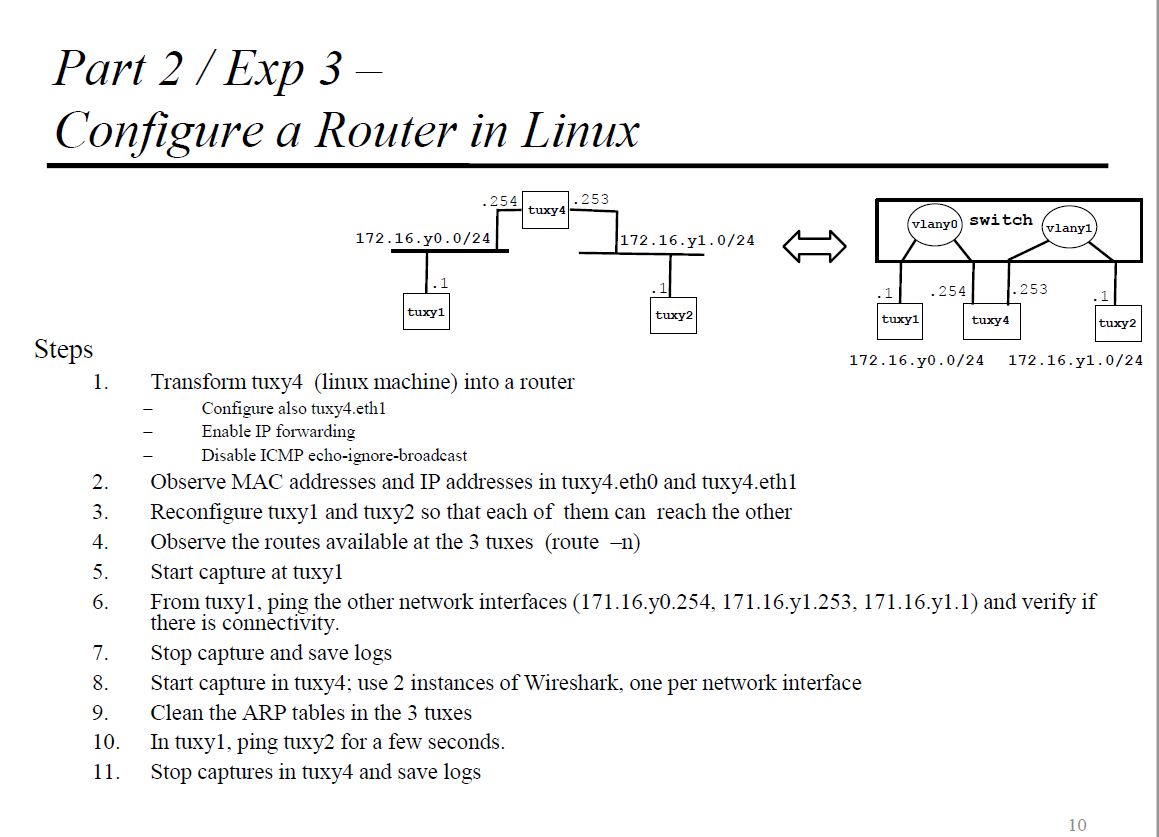 Part 2 / Exp 3 –
Configure a Router in Linux
.254
tuxy4
.253
172.16.y0.0/24
172.16.y1.0/24
.1
tuxy1
.1
tuxy2
vlany0
switch
vlany1
.1
.254
.253
.1
tuxy1
tuxy4
tuxy2
172.16.y0.0/24
172.16.y1.0/24
Steps
1. Transform tuxy4 (linux machine) into a router
– Configure also tuxy4.eth1
– Enable IP forwarding
– Disable ICMP echo-ignore-broadcast
2. Observe MAC addresses and IP addresses in tuxy4.eth0 and tuxy4.eth1
3. Reconfigure tuxy1 and tuxy2 so that each of them can reach the other
4. Observe the routes available at the 3 tuxes (route –n)
5. Start capture at tuxy1
6. From tuxy1, ping the other network interfaces (171.16.y0.254, 171.16.y1.253, 171.16.y1.1) and verify if
there is connectivity.
7. Stop capture and save logs
8. Start capture in tuxy4; use 2 instances of Wireshark, one per network interface
9. Clean the ARP tables in the 3 tuxes
10. In tuxy1, ping tuxy2 for a few seconds.
11. Stop captures in tuxy4 and save logs
10